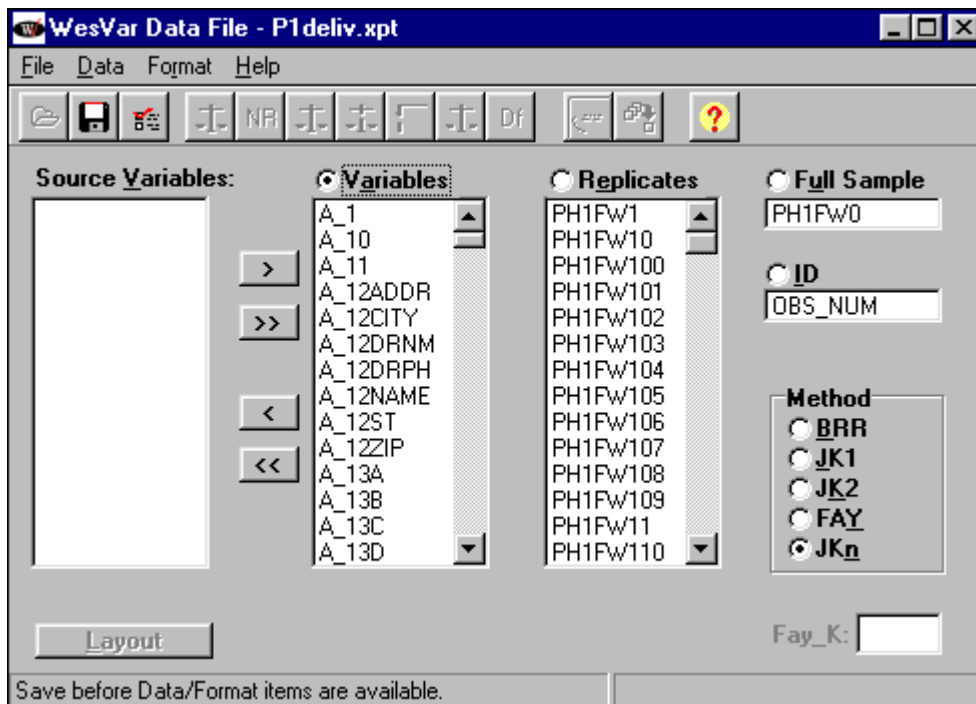 WesVar Data File - P1deliv.xpt
File Data Format Help
NR Df ?
Source Variables:
> 
>>
<
<<
Variables
A_1
A_10
A_11
A_12ADDR
A_12CITY
A_12DRNM
A_12DRPH
A_12NAME
A_12ST
A_12ZIP
A_13A
A_13B
A_13C
A_13D
Replicates
PH1FW1
PH1FW10
PH1FW100
PH1FW101
PH1FW102
PH1FW103
PH1FW104
PH1FW105
PH1FW106
PH1FW107
PH1FW108
PH1FW109
PH1FW11
PH1FW110
Full Sample
PH1FW0
ID
OBS_NUM
Method
BRR
JK1
JK2
FAY
JKn
Layout
Fay_K:
Save before Data/Format items are available.